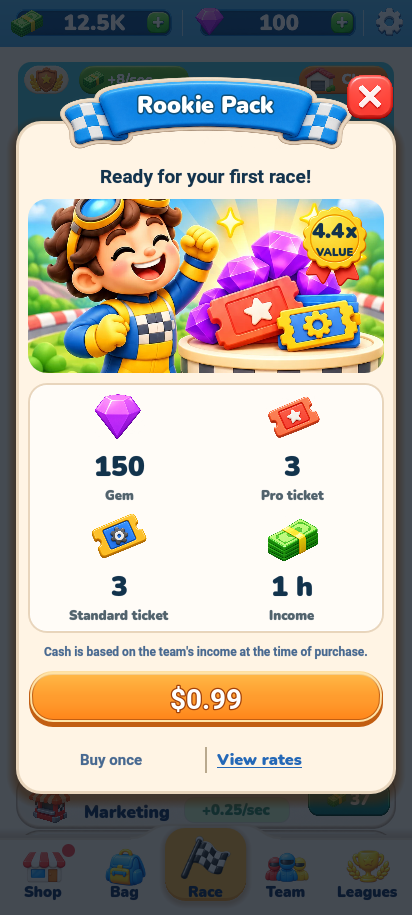 12.5K
100
+8/sec
Rookie Pack
Ready for your first race!
4.4x
VALUE
150
Gem
3
Pro ticket
3
Standard ticket
1 h
Income
Cash is based on the team's income at the time of purchase.
$0.99
Buy once
View rates
Marketing
+0.25/sec
37
Shop
Bag
Race
Team
Leagues